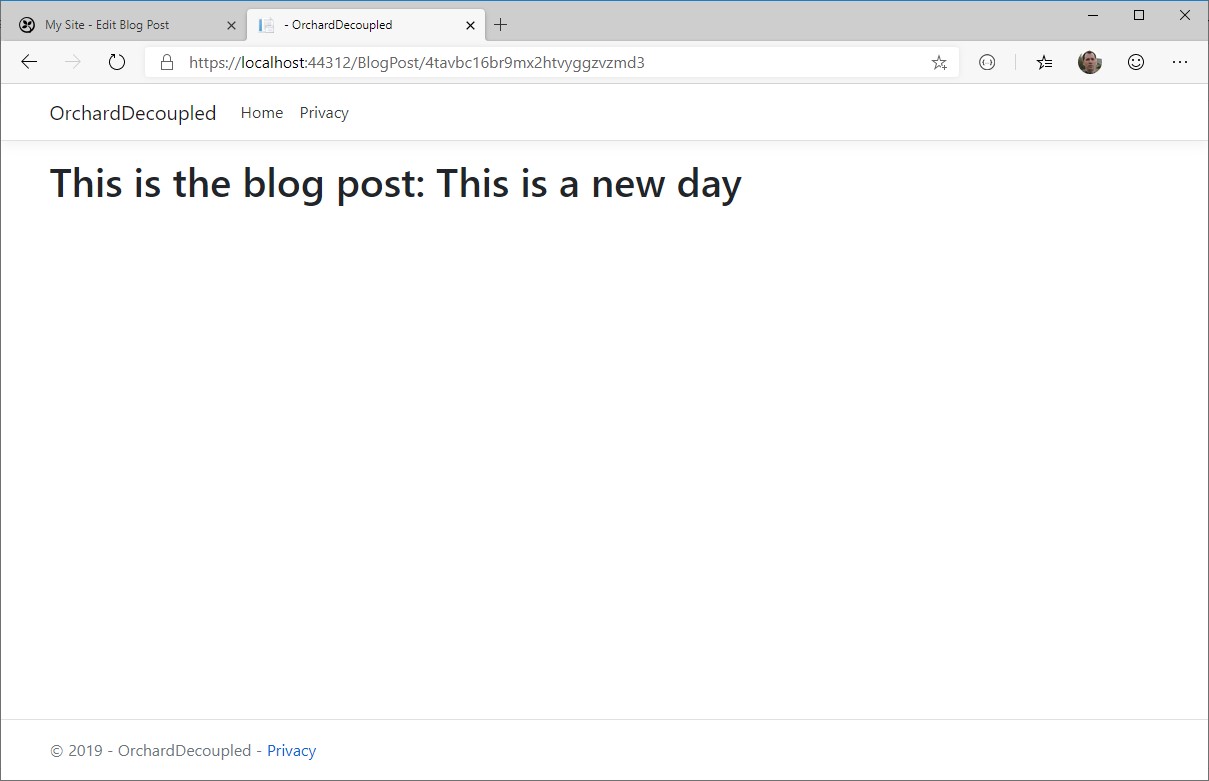 My Site - Edit Blog Post
- OrchardDecoupled
https://localhost:44312/BlogPost/4tavbc16br9mx2htvyggzvzmd3
OrchardDecoupled Home Privacy
This is the blog post: This is a new day
© 2019 - OrchardDecoupled - Privacy